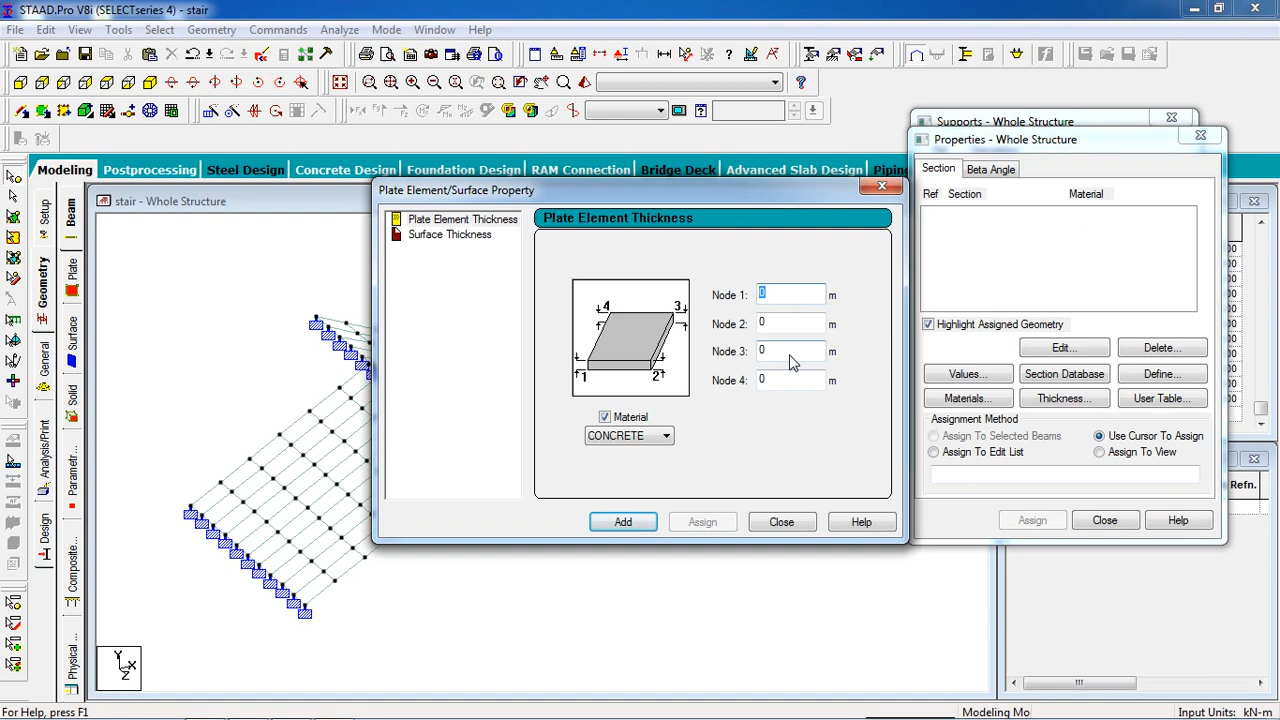 STAAD.Pro V8i (SELECTseries 4) - stair
File Edit View Tools Select Geometry Commands Analyze Mode Window Help
Modeling Postprocessing Steel Design Concrete Design Foundation Design RAM Connection Bridge Deck Advanced Slab Design Piping
Supports - Whole Structure
Properties - Whole Structure
Section Beta Angle
Ref Section Material
Highlight Assigned Geometry
Edit... Delete...
Values... Section Database Define...
Materials... Thickness... User Table...
Assignment Method
Assign To Selected Beams Use Cursor To Assign
Assign To Edit List Assign To View
Assign Close Help
Plate Element/Surface Property
Plate Element Thickness
Surface Thickness
Plate Element Thickness
4 3
1 2
Node 1: 0 m
Node 2: 0 m
Node 3: 0 m
Node 4: 0 m
Material
CONCRETE
Add Assign Close Help
stair - Whole Structure
Setup
Geometry
General
Analysis/Print
Design
Beam
Plate
Surface
Solid
Parametr...
Composite...
Physical ...
Y
X
Z
Refn.
For Help, press F1
Modeling Mo
Input Units: kN-m